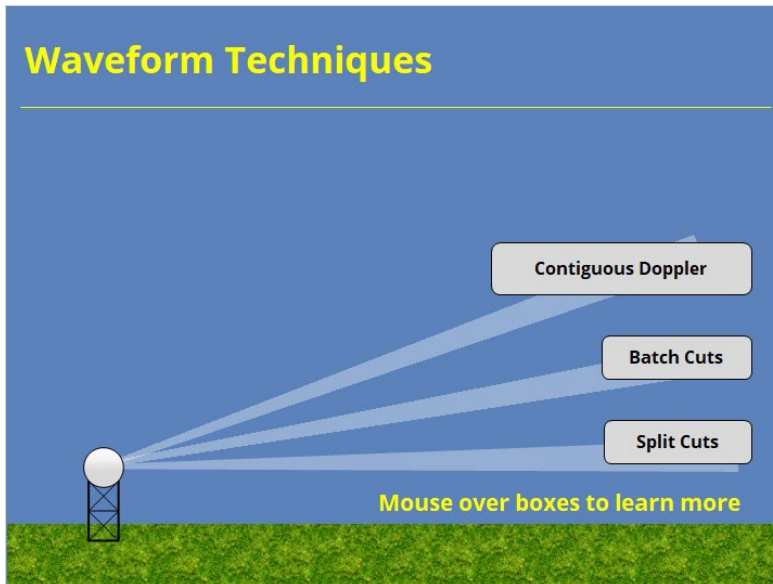 Waveform Techniques
Contiguous Doppler
Batch Cuts
Split Cuts
Mouse over boxes to learn more